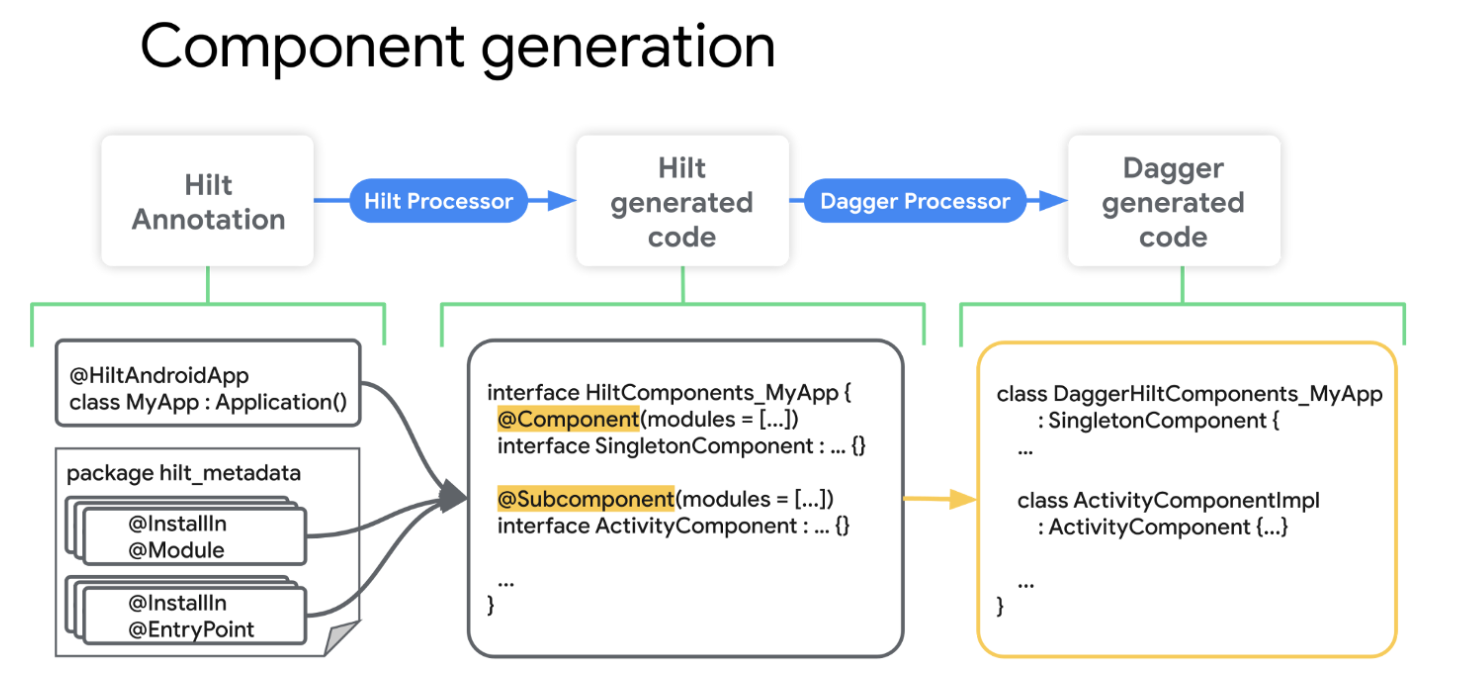 Component generation
Hilt
Annotation
Hilt Processor
Hilt
generated
code
Dagger Processor
Dagger
generated
code
@HiltAndroidApp
class MyApp : Application()
package hilt_metadata
@InstallIn
@Module
@InstallIn
@EntryPoint
interface HiltComponents_MyApp {
@Component(modules = [...])
interface SingletonComponent : ... {}
@Subcomponent(modules = [...])
interface ActivityComponent : ... {}
...
}
class DaggerHiltComponents_MyApp
: SingletonComponent {
...
class ActivityComponentImpl
: ActivityComponent {...}
...
}